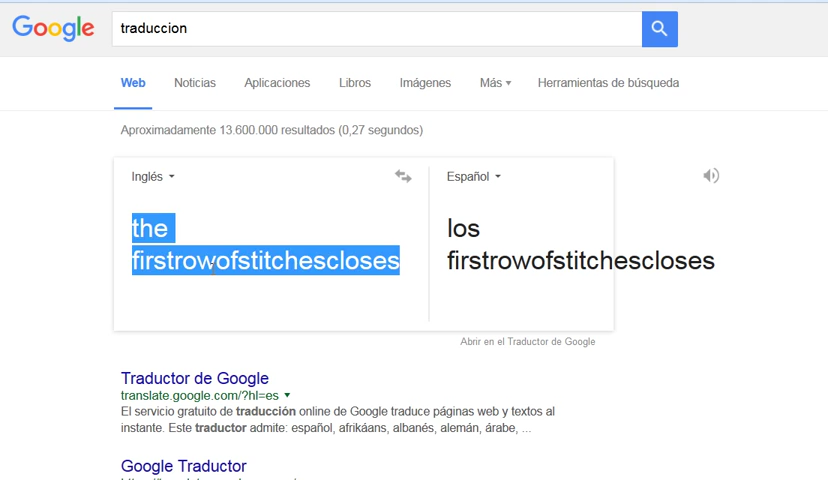 Google traduccion
Web Noticias Aplicaciones Libros Imágenes Más Herramientas de búsqueda
Aproximadamente 13.600.000 resultados (0,27 segundos)
Inglés Español
the
firstrowofstitchescloses
los
firstrowofstitchescloses
Abrir en el Traductor de Google
Traductor de Google
translate.google.com/?hl=es
El servicio gratuito de traducción online de Google traduce páginas web y textos al
instante. Este traductor admite: español, afrikáans, albanés, alemán, árabe, ...
Google Traductor